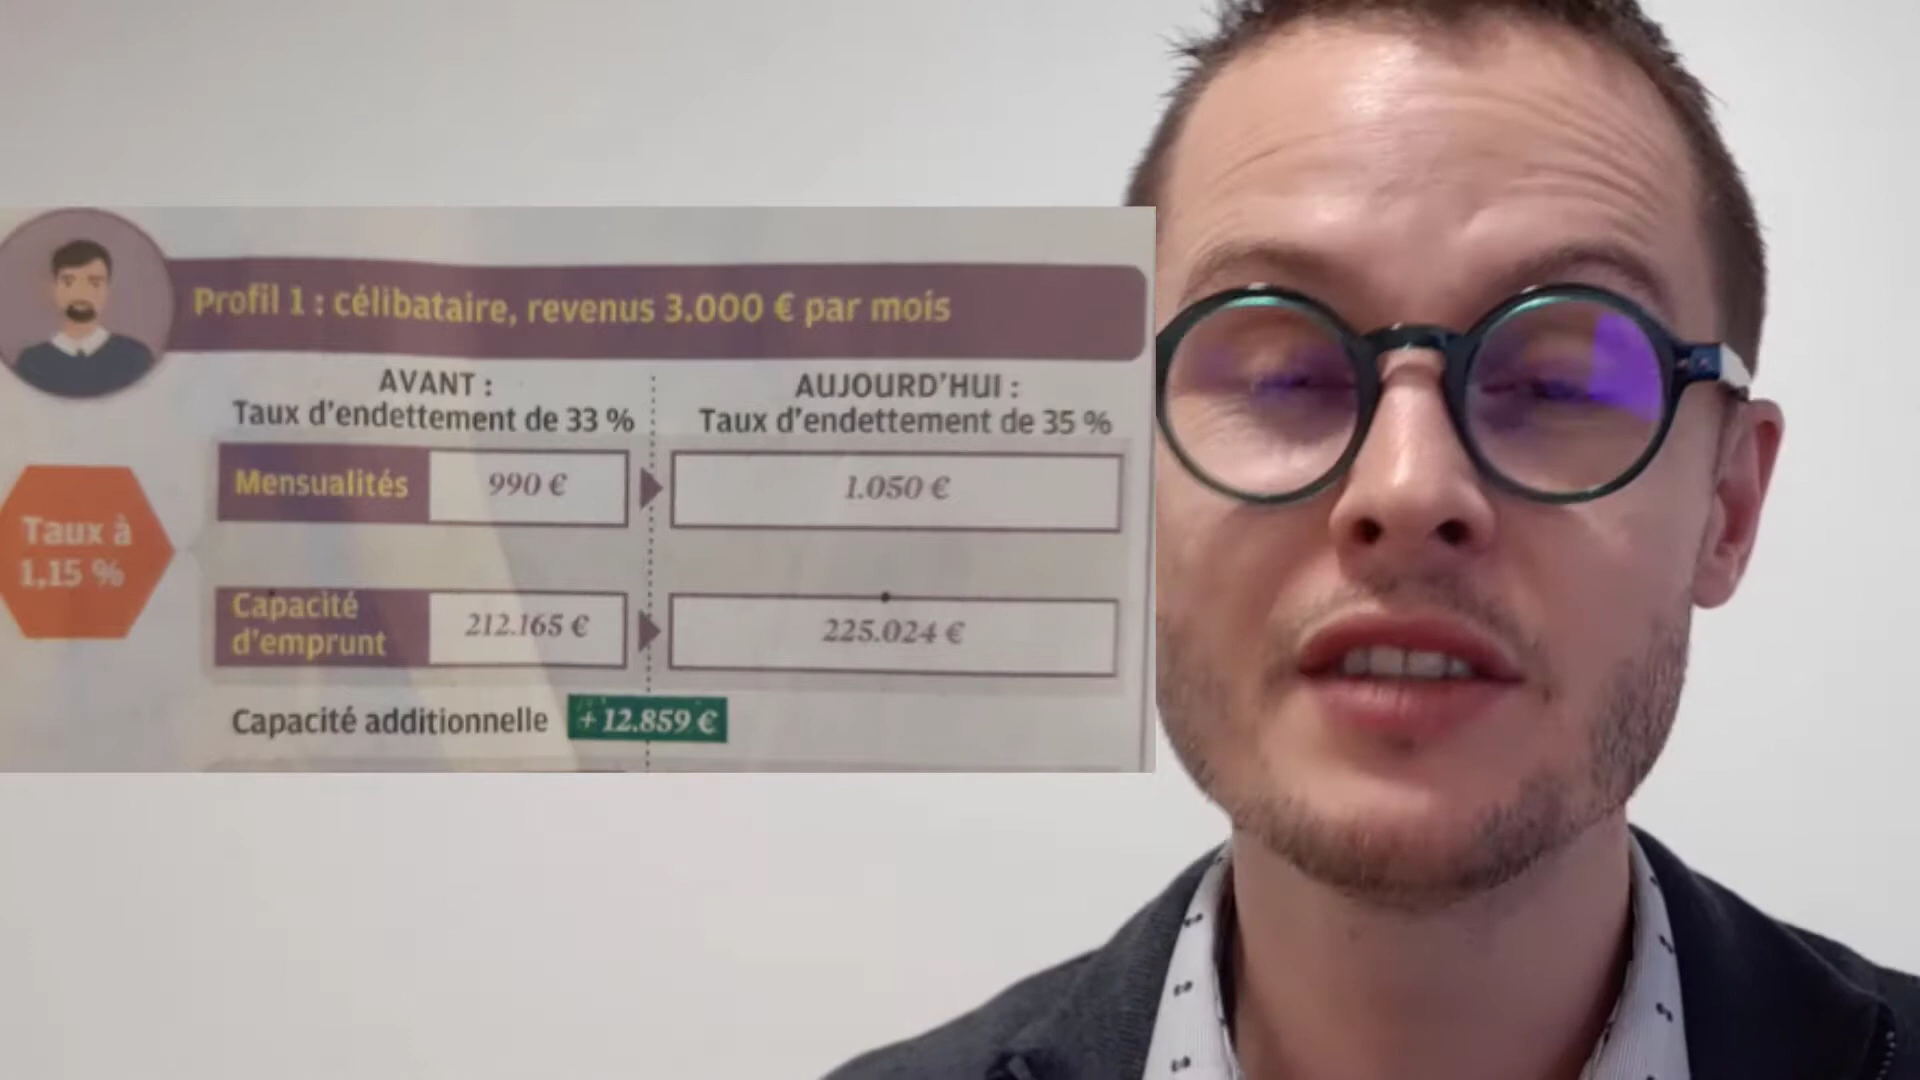 Profil 1 : célibataire, revenus 3.000 € par mois
AVANT :
Taux d'endettement de 33 %
AUJOURD'HUI :
Taux d'endettement de 35 %
Taux à
1,15 %
Mensualités
990 €
1.050 €
Capacité
d'emprunt
212.165 €
225.024 €
Capacité additionnelle
+ 12.859 €